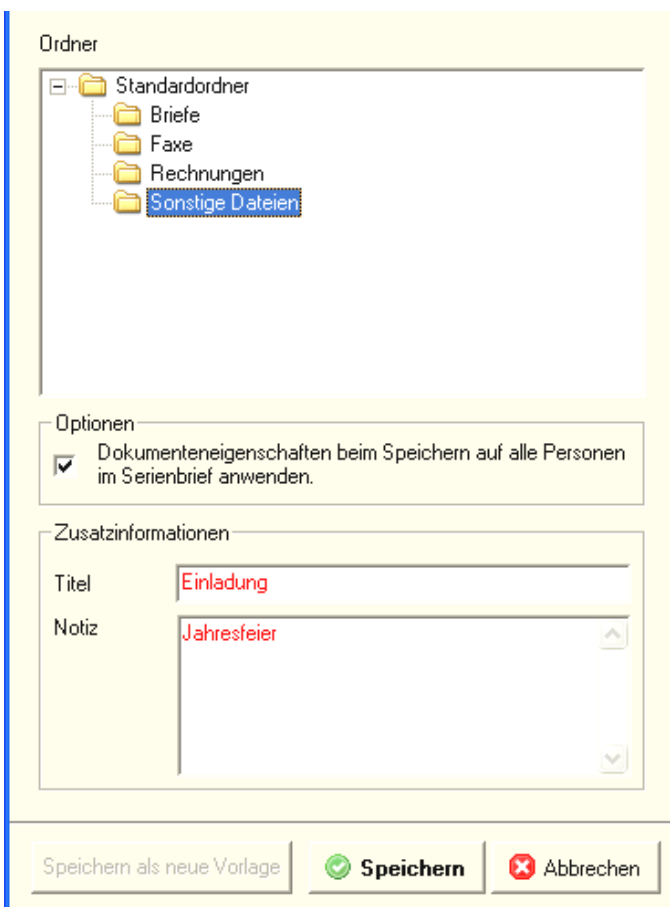 Ordner
Standardordner
Briefe
Faxe
Rechnungen
Sonstige Dateien
Optionen
Dokumenteneigenschaften beim Speichern auf alle Personen
im Serienbrief anwenden.
Zusatzinformationen
Titel Einladung
Notiz Jahresfeier
Speichern als neue Vorlage Speichern Abbrechen